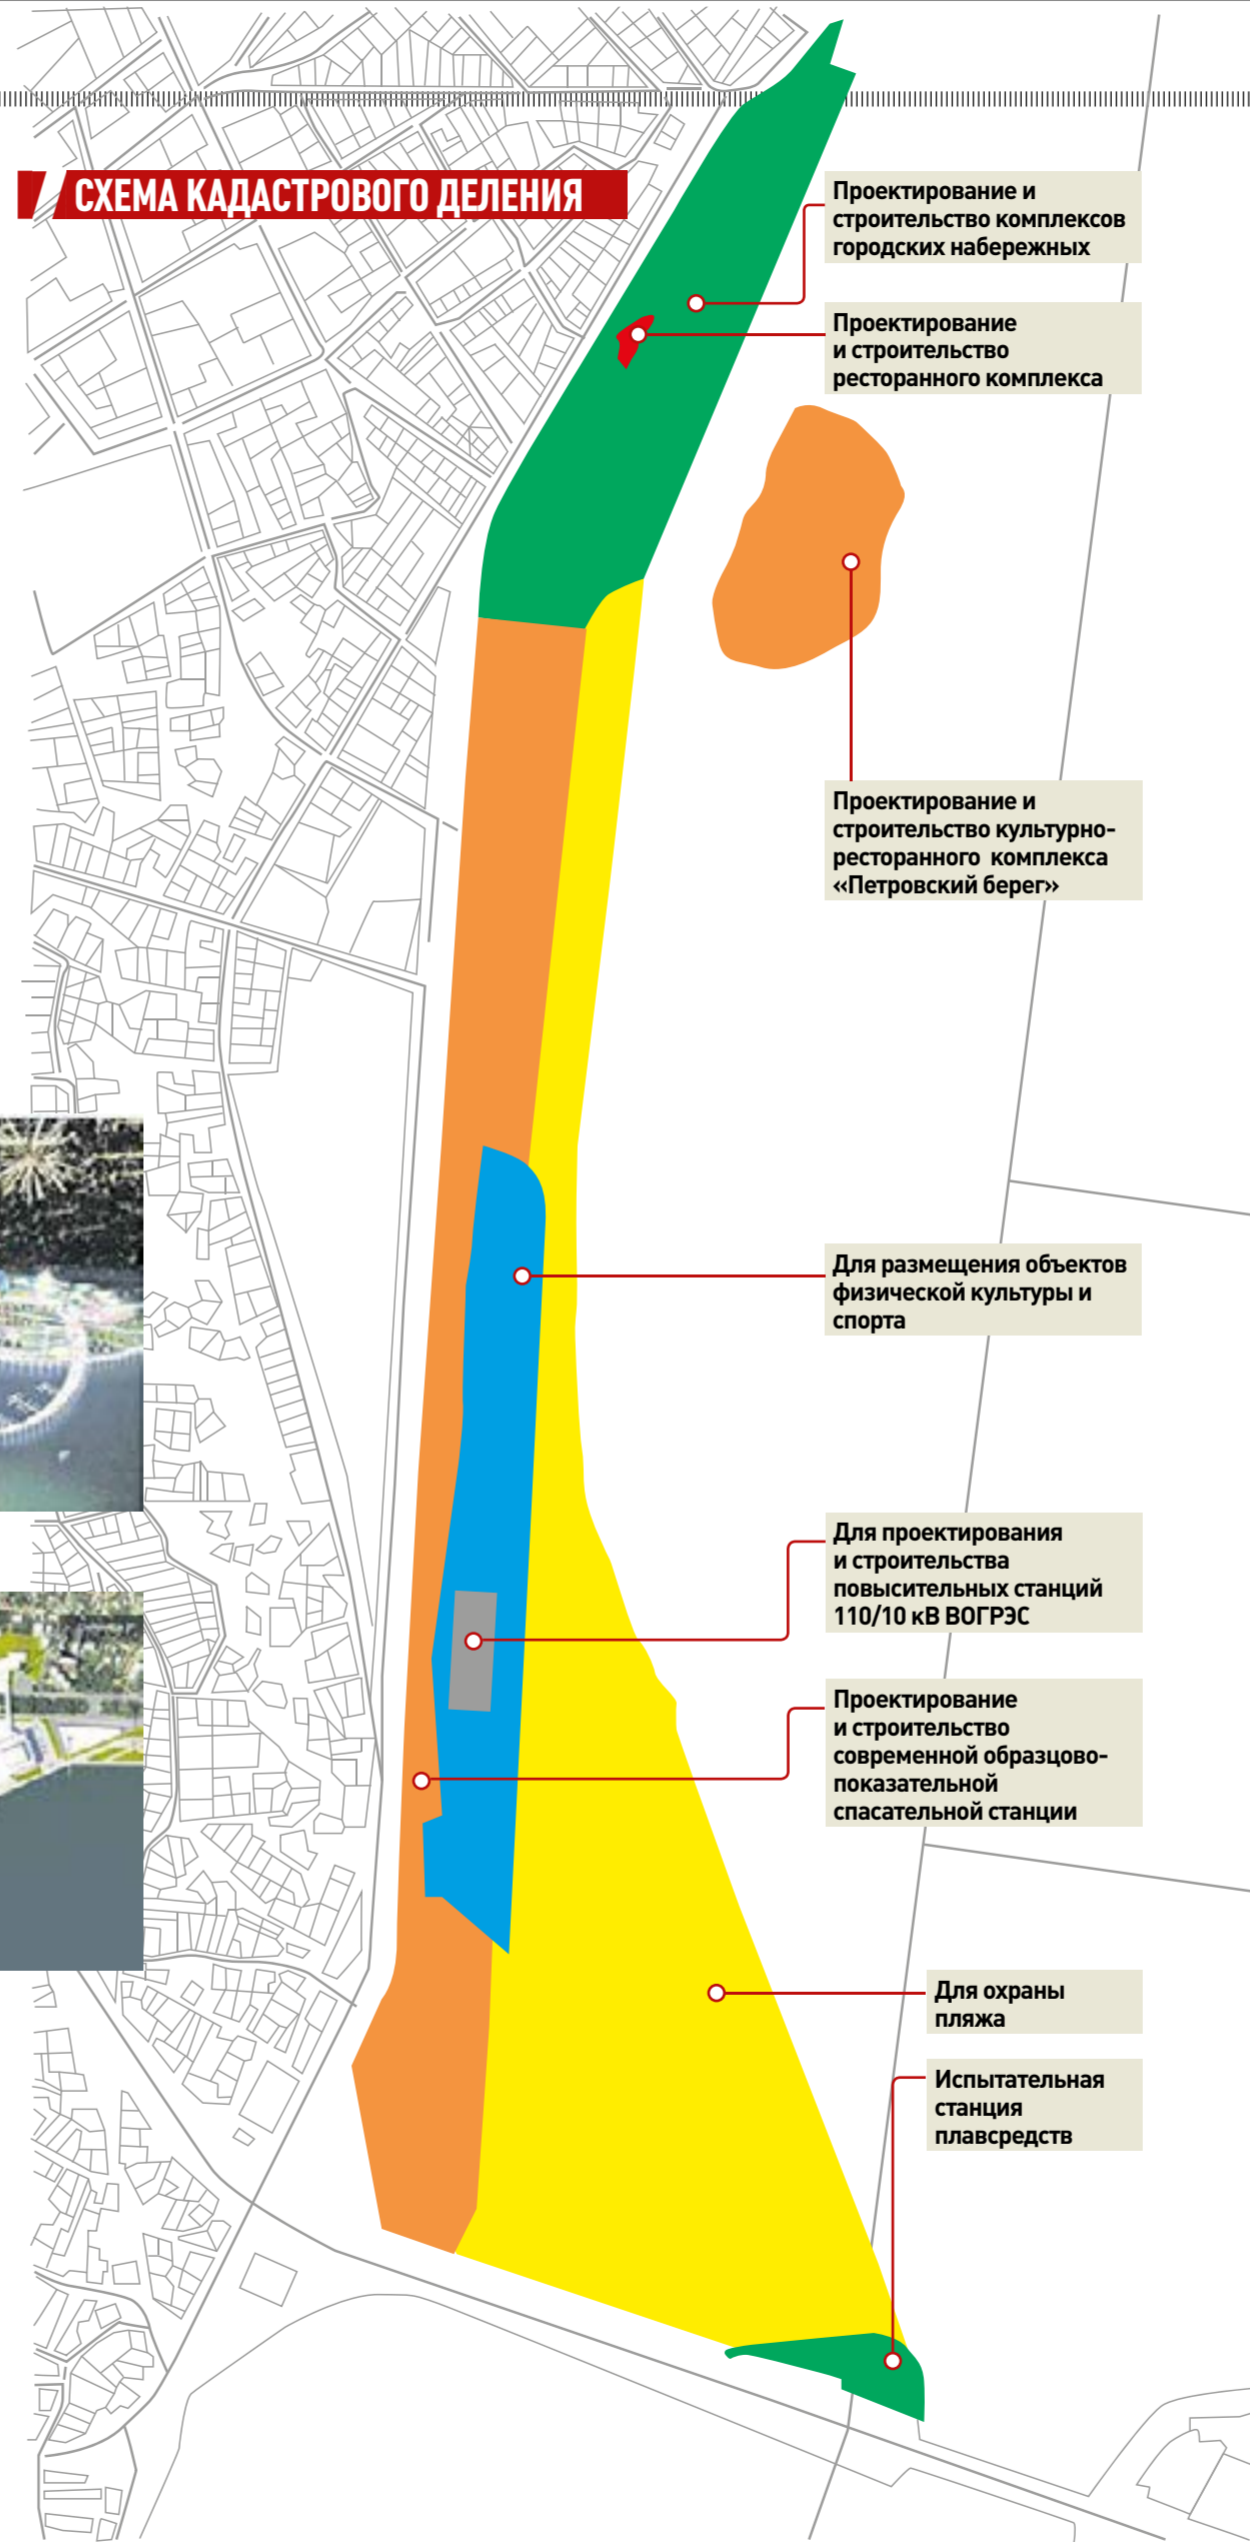 СХЕМА КАДАСТРОВОГО ДЕЛЕНИЯ
Проектирование и
строительство комплексов
городских набережных
Проектирование
и строительство
ресторанного комплекса
Проектирование и
строительство культурно-
ресторанного комплекса
«Петровский берег»
Для размещения объектов
физической культуры и
спорта
Для проектирования
и строительства
повысительных станций
110/10 кВ ВОГРЭС
Проектирование
и строительство
современной образцово-
показательной
спасательной станции
Для охраны
пляжа
Испытательная
станция
плавсредств